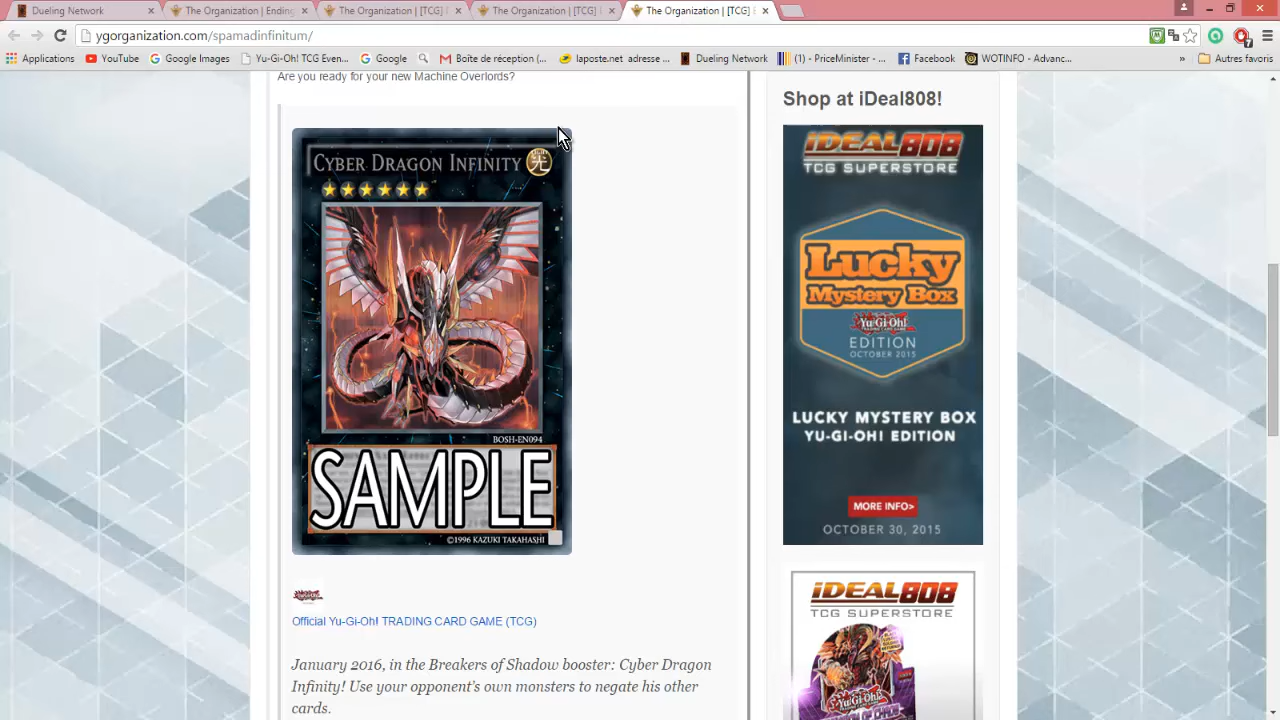 Dueling Network
The Organization | Ending
The Organization | [TCG]
The Organization | [TCG]
The Organization | [TCG]
ygorganization.com/spamadinfinitum/
Applications
YouTube
Google Images
Yu-Gi-Oh! TCG Even...
Google
Boîte de réception (...
laposte.net adresse ...
Dueling Network
(1) - PriceMinister -...
Facebook
WOTINFO - Advanc...
»
Autres favoris
Are you ready for your new Machine Overlords?
CYBER DRAGON INFINITY
LIGHT
光
BOSH-EN094
SAMPLE
©1996 KAZUKI TAKAHASHI
Official Yu-Gi-Oh! TRADING CARD GAME (TCG)
January 2016, in the Breakers of Shadow booster: Cyber Dragon
Infinity! Use your opponent's own monsters to negate his other
cards.
Shop at iDeal808!
iDEAL808
TCG SUPERSTORE
Lucky
Mystery Box
Yu-Gi-Oh!
EDITION
OCTOBER 2015
LUCKY MYSTERY BOX
YU-GI-OH! EDITION
MORE INFO>
OCTOBER 30, 2015
iDEAL808
TCG SUPERSTORE
Yu-Gi-Oh!